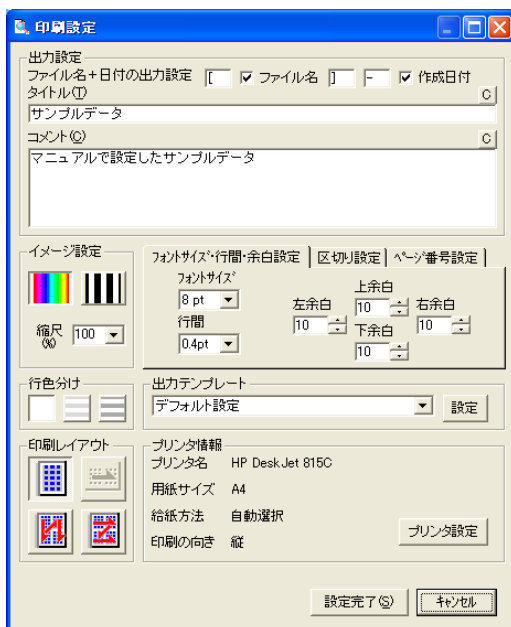 印刷設定
出力設定
ファイル名+日付の出力設定 [ ファイル名 ] - 作成日付
タイトル(T) C
サンプルデータ
コメント(C) C
マニュアルで設定したサンプルデータ
イメージ設定
縮尺(%) 100
フォントサイズ・行間・余白設定 区切り設定 ページ番号設定
フォントサイズ
8 pt
行間
0.4pt
上余白
10
左余白
10
右余白
10
下余白
10
行色分け
出力テンプレート
デフォルト設定 設定
印刷レイアウト
プリンタ情報
プリンタ名 HP DeskJet 815C
用紙サイズ A4
給紙方法 自動選択
印刷の向き 縦
プリンタ設定
設定完了(S) キャンセル